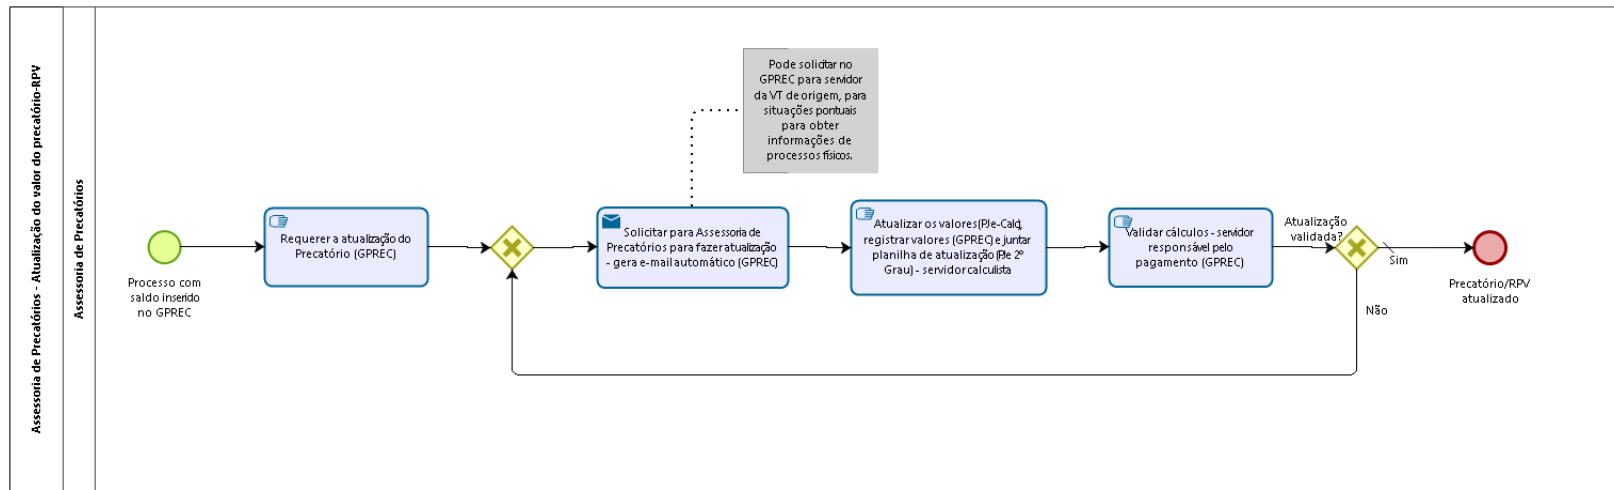 Assessoria de Precatórios - Atualização do valor do precatório-RPV
Assessoria de Precatórios
Processo com
saldo inserido
no GPREC
Requerer a atualização do
Precatório (GPREC)
Pode solicitar no
GPREC para servidor
da VT de origem, para
situações pontuais
para obter
informações de
processos físicos.
Solicitar para Assessoria de
Precatórios para fazer atualização
- gera e-mail automático (GPREC)
Atualizar os valores(PJe-Calc),
registrar valores (GPREC) e juntar
planilha de atualização (PJe 2º
Grau) - servidor calculista
Validar cálculos - servidor
responsável pelo
pagamento (GPREC)
Atualização
validada?
Sim
Não
Precatório/RPV
atualizado